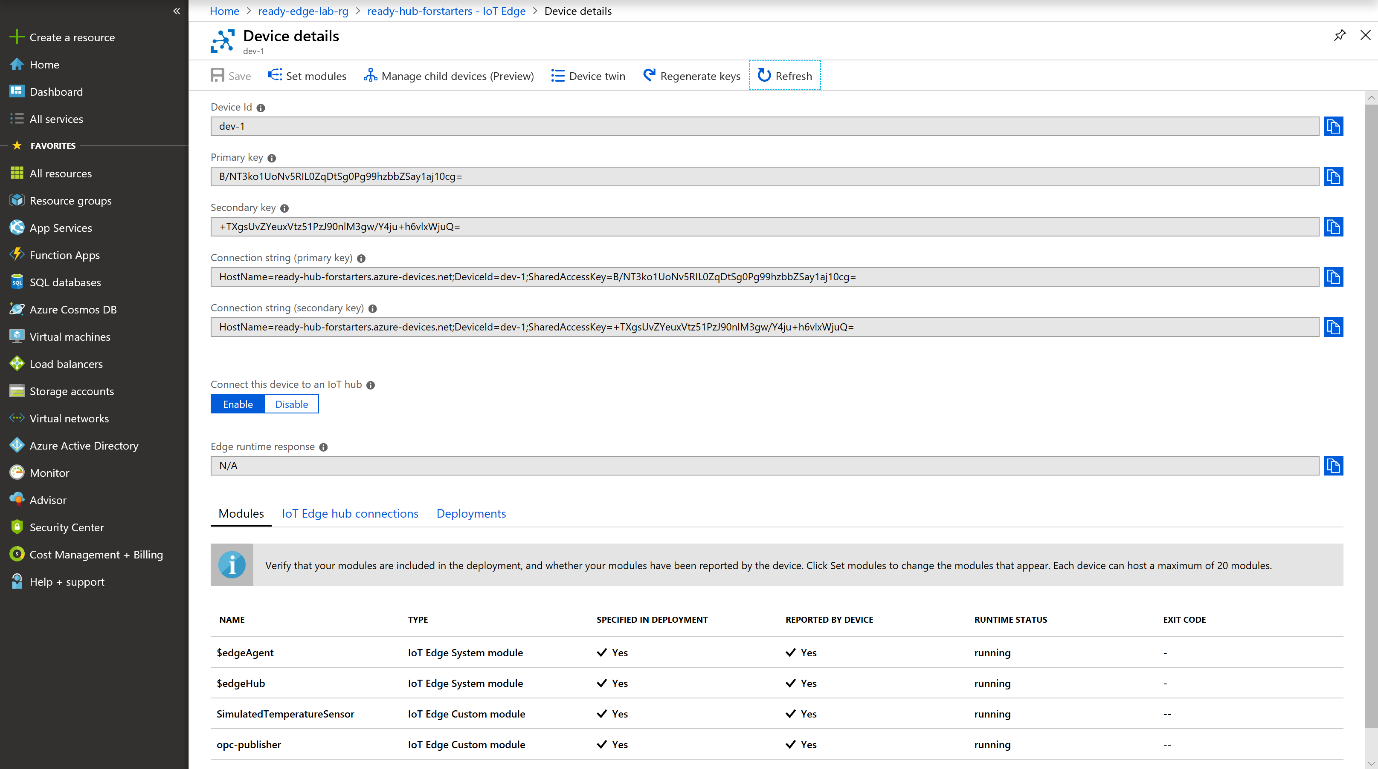 «
Home > ready-edge-lab-rg > ready-hub-forstarters - IoT Edge > Device details
Device details
dev-1
Save Set modules Manage child devices (Preview) Device twin Regenerate keys Refresh
Create a resource
Home
Dashboard
All services
FAVORITES
All resources
Resource groups
App Services
Function Apps
SQL databases
Azure Cosmos DB
Virtual machines
Load balancers
Storage accounts
Virtual networks
Azure Active Directory
Monitor
Advisor
Security Center
Cost Management + Billing
Help + support
Device Id
dev-1
Primary key
B/NT3ko1UoNv5RIL0ZqDtSg0Pg99hzbbZSay1aj10cg=
Secondary key
+TXgsUvZYeuxVtz51PzJ90nlM3gw/Y4ju+h6vlxWjuQ=
Connection string (primary key)
HostName=ready-hub-forstarters.azure-devices.net;DeviceId=dev-1;SharedAccessKey=B/NT3ko1UoNv5RIL0ZqDtSg0Pg99hzbbZSay1aj10cg=
Connection string (secondary key)
HostName=ready-hub-forstarters.azure-devices.net;DeviceId=dev-1;SharedAccessKey=+TXgsUvZYeuxVtz51PzJ90nlM3gw/Y4ju+h6vlxWjuQ=
Connect this device to an IoT hub
Enable Disable
Edge runtime response
N/A
Modules IoT Edge hub connections Deployments
Verify that your modules are included in the deployment, and whether your modules have been reported by the device. Click Set modules to change the modules that appear. Each device can host a maximum of 20 modules.
NAME TYPE SPECIFIED IN DEPLOYMENT REPORTED BY DEVICE RUNTIME STATUS EXIT CODE
$edgeAgent IoT Edge System module Yes Yes running -
$edgeHub IoT Edge System module Yes Yes running -
SimulatedTemperatureSensor IoT Edge Custom module Yes Yes running --
opc-publisher IoT Edge Custom module Yes Yes running --